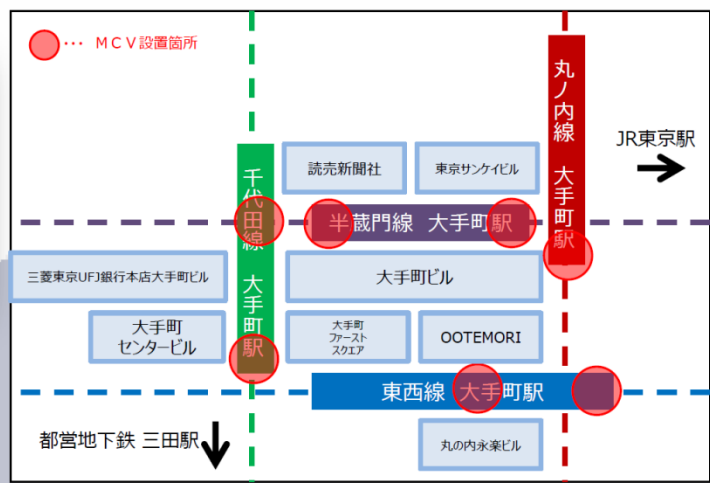 ･･･ ＭＣＶ設置箇所
丸ノ内線 大手町駅
JR東京駅
千代田線 大手町駅
読売新聞社
東京サンケイビル
半蔵門線 大手町駅
三菱東京UFJ銀行本店大手町ビル
大手町ビル
大手町
センタービル
大手町
ファースト
スクエア
OOTEMORI
東西線 大手町駅
都営地下鉄 三田駅
丸の内永楽ビル